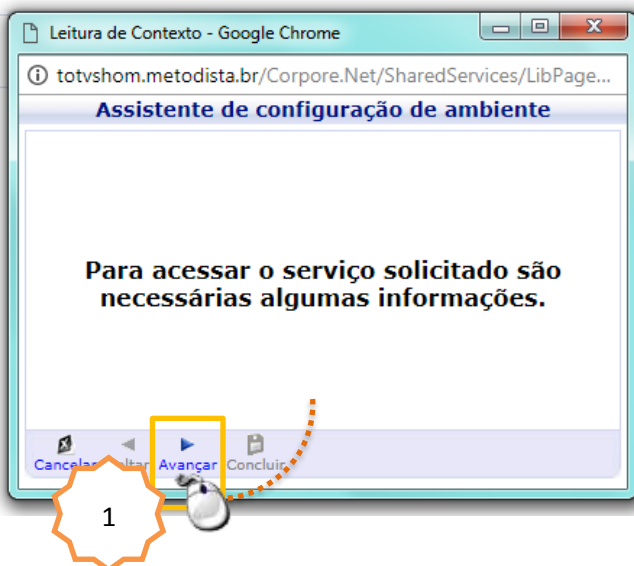 Leitura de Contexto - Google Chrome
totvshom.metodista.br/Corpore.Net/SharedServices/LibPage...
Assistente de configuração de ambiente
Para acessar o serviço solicitado são
necessárias algumas informações.
Cancelar Voltar Avançar Concluir
1